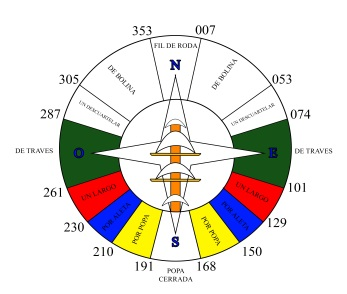 353
007
FIL DE RODA
N
DE BOLINA
DE BOLINA
305
053
UN DESCUARTELAR
UN DESCUARTELAR
287
074
DE TRAVES
O
E
DE TRAVES
261
101
UN LARGO
UN LARGO
230
129
POR ALETA
POR ALETA
210
150
POR POPA
POR POPA
S
191
168
POPA
CERRADA